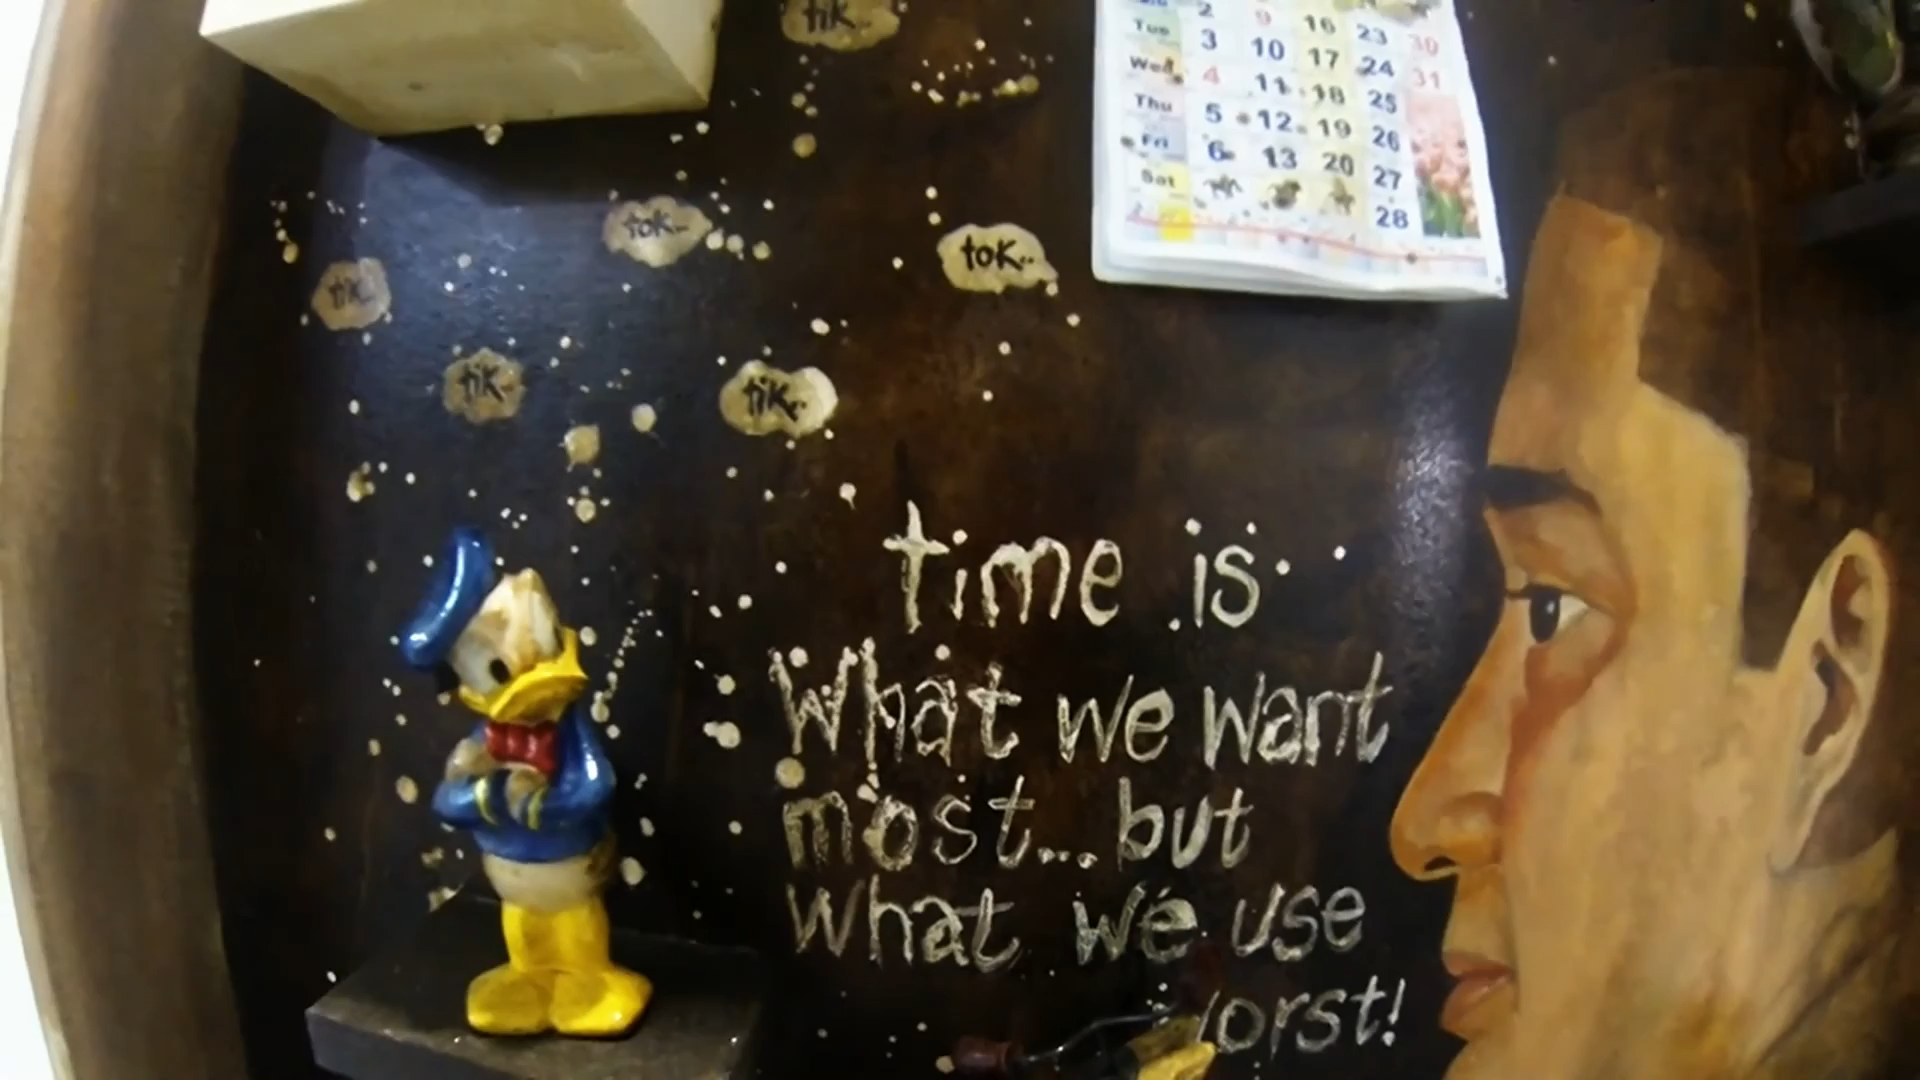 tik..
2 9 16 23 30
Tue 3 10 17 24 31
Wed 4 11 18 25
Thu 5 12 19 26
Fri 6 13 20 27
Sat 28
tok..
tok..
tik
tik
tik..
time is
What we want
most... but
what we use
orst!